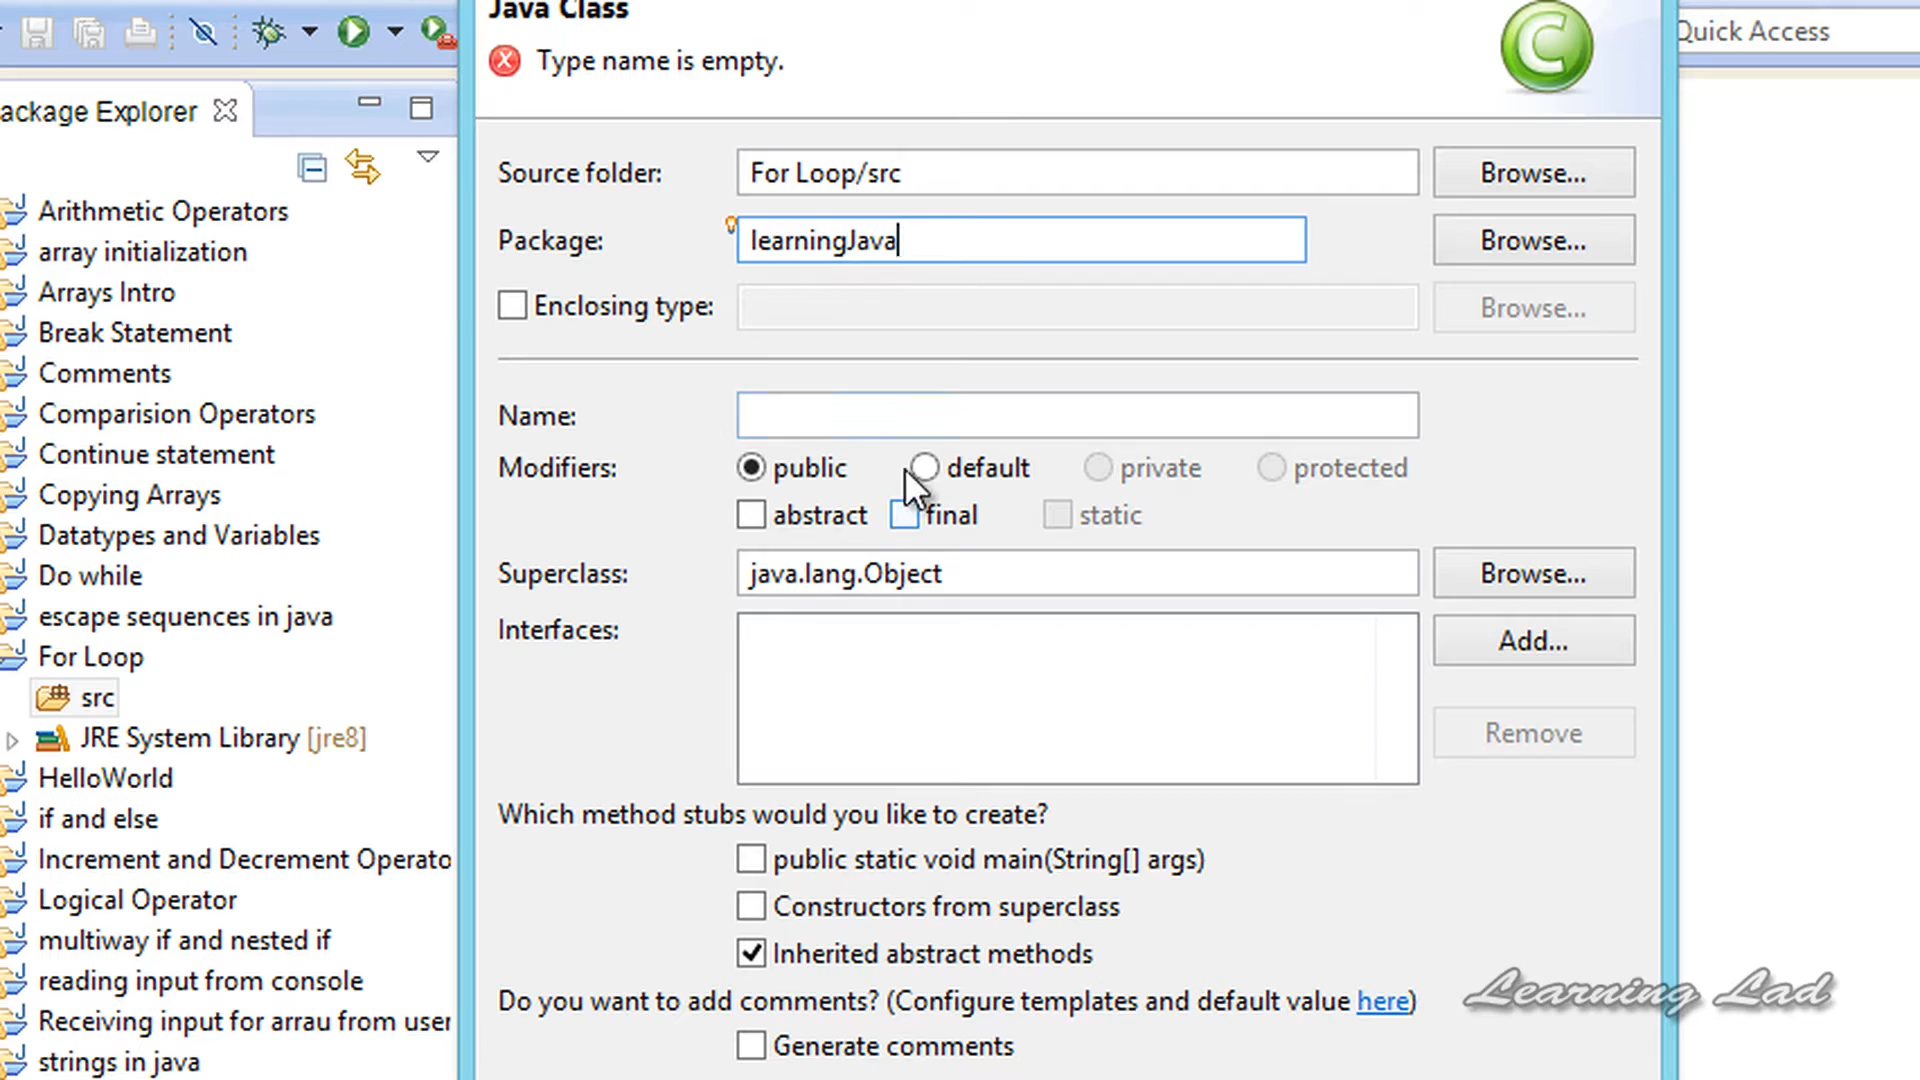 Java Class
Quick Access
Type name is empty.
ackage Explorer
Source folder: For Loop/src Browse...
Package: learningJava Browse...
Enclosing type: Browse...
Name:
Modifiers: public default private protected
abstract final static
Superclass: java.lang.Object Browse...
Interfaces: Add...
Remove
Which method stubs would you like to create?
public static void main(String[] args)
Constructors from superclass
Inherited abstract methods
Do you want to add comments? (Configure templates and default value here)
Generate comments
Arithmetic Operators
array initialization
Arrays Intro
Break Statement
Comments
Comparision Operators
Continue statement
Copying Arrays
Datatypes and Variables
Do while
escape sequences in java
For Loop
src
JRE System Library [jre8]
HelloWorld
if and else
Increment and Decrement Operato
Logical Operator
multiway if and nested if
reading input from console
Receiving input for arrau from user
strings in java
Learning Lad